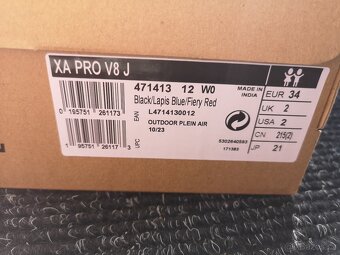 XA PRO V8 J
471413 12 W0
Black/Lapis Blue/Fiery Red
MADE IN
INDIA
EUR 34
UK 2
USA 2
CN 215(2)
JP 21
0 195751 261173
EAN
L4714130012
OUTDOOR PLEIN AIR
10/23
1 95751 26117 3
UPC
5302640593
171383